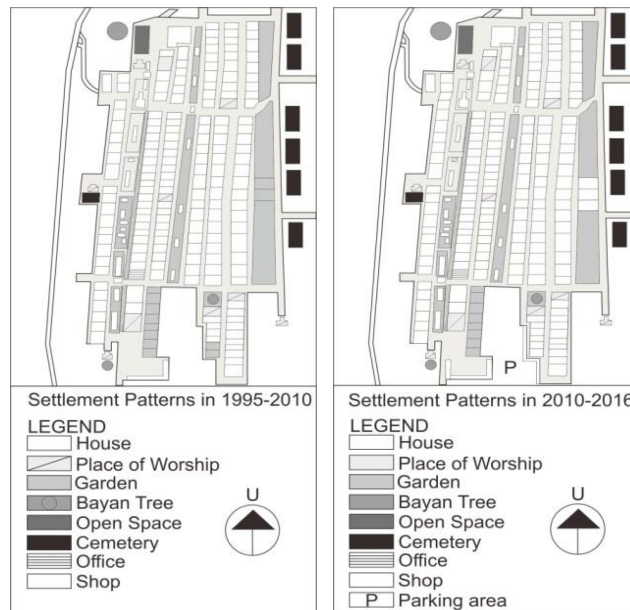 P
Settlement Patterns in 1995-2010
LEGEND
House
Place of Worship
Garden
Bayan Tree
Open Space
Cemetery
Office
Shop
U
Settlement Patterns in 2010-2016
LEGEND
House
Place of Worship
Garden
Bayan Tree
Open Space
Cemetery
Office
Shop
P Parking area
U